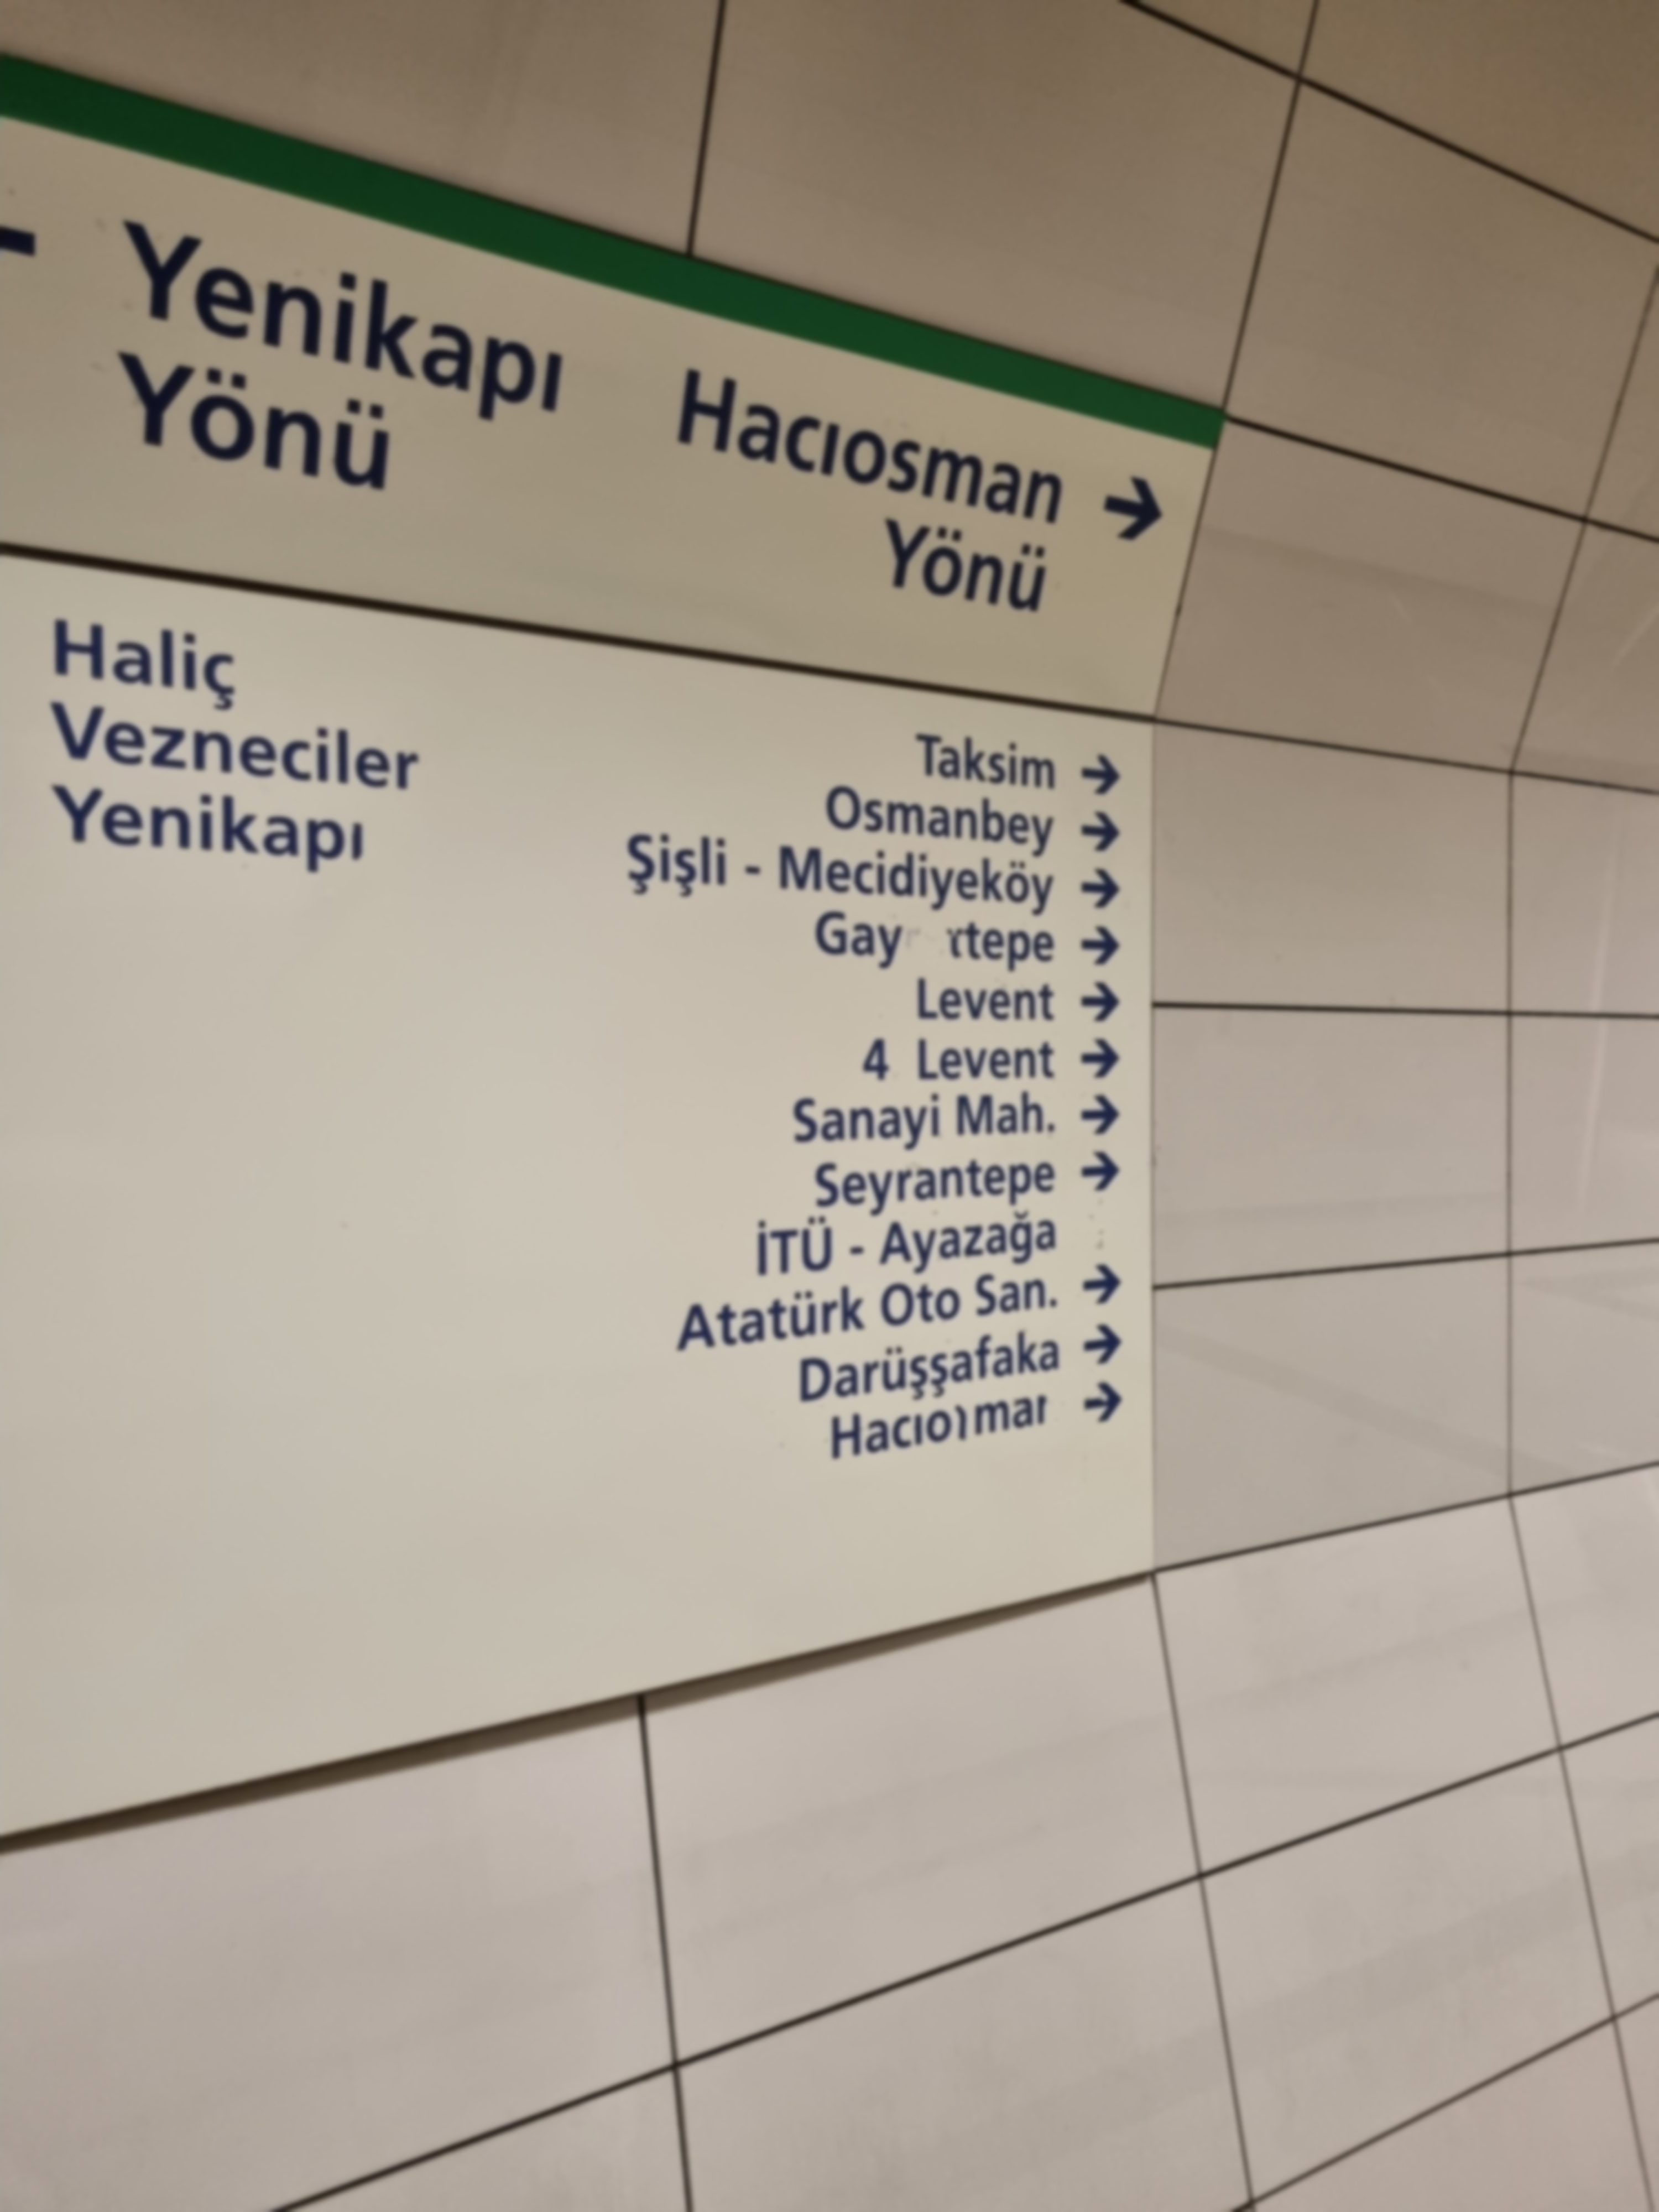 Yenikapı
Yönü
Hacıosman
Yönü
Haliç
Vezneciler
Yenikapı
Taksim
Osmanbey
Şişli - Mecidiyeköy
Levent
4 Levent
Sanayi Mah.
Seyrantepe
İTÜ - Ayazağa
Atatürk Oto San.
Darüşşafaka